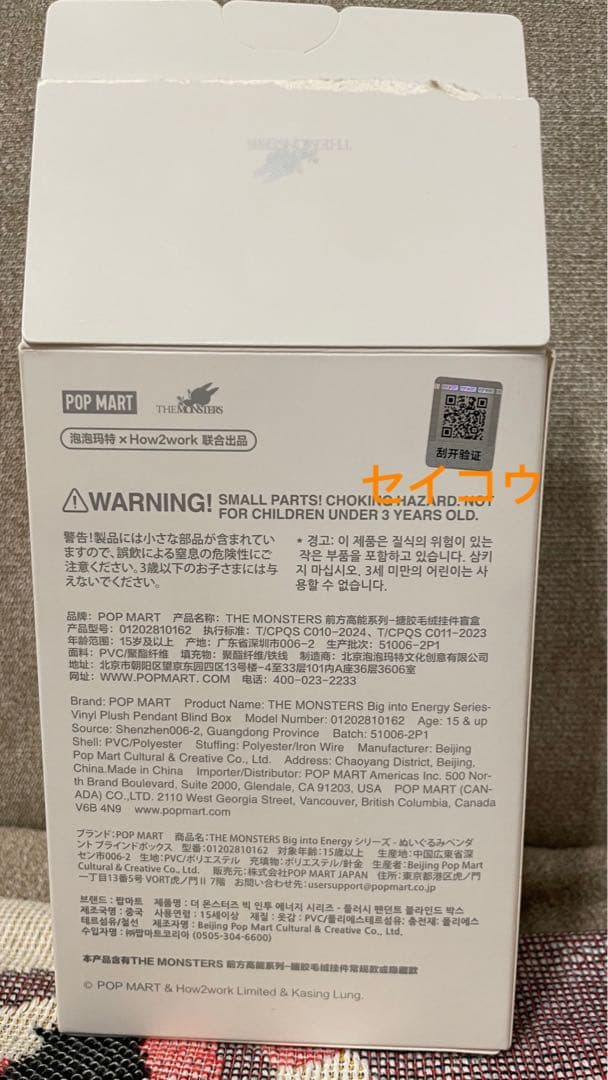 THE MONSTERS
POP MART
THE MONSTERS
泡泡玛特 × How2work 联合出品
刮开验证
セイコウ
WARNING! SMALL PARTS! CHOKING HAZARD. NOT
FOR CHILDREN UNDER 3 YEARS OLD.
警告！製品には小さな部品が含まれてい
ますので、誤飲による窒息の危険性にご
注意ください。3歳以下のお子さまには与
えないでください。
* 경고: 이 제품은 질식의 위험이 있는
작은 부품을 포함하고 있습니다. 삼키
지 마십시오. 3세 미만의 어린이는 사
용할 수 없습니다.
品牌：POP MART 产品名称：THE MONSTERS 前方高能系列-搪胶毛绒挂件盲盒
产品型号：01202810162 执行标准：T/CPQS C010-2024、T/CPQS C011-2023
年龄范围：15岁及以上 产地：广东省深圳市006-2 生产批次：51006-2P1
面料：PVC/聚酯纤维 填充物：聚酯纤维/铁线 制造商：北京泡泡玛特文化创意有限公司
地址：北京市朝阳区望京东园四区13号楼-4至33层101内A座36层3606室
网址：WWW.POPMART.COM 电话：400-023-2233
Brand: POP MART Product Name: THE MONSTERS Big into Energy Series-
Vinyl Plush Pendant Blind Box Model Number: 01202810162 Age: 15 & up
Source: Shenzhen006-2, Guangdong Province Batch: 51006-2P1
Shell: PVC/Polyester Stuffing: Polyester/Iron Wire Manufacturer: Beijing
Pop Mart Cultural & Creative Co., Ltd. Address: Chaoyang District, Beijing,
China.Made in China Importer/Distributor: POP MART Americas Inc. 500 Nor-
th Brand Boulevard, Suite 2000, Glendale, CA 91203, USA POP MART (CAN-
ADA) CO.,LTD. 2110 West Georgia Street, Vancouver, British Columbia, Canada
V6B 4N9 www.popmart.com
ブランド：POP MART 商品名：THE MONSTERS Big into Energy シリーズ - ぬいぐるみペンダ
ント ブラインドボックス 型番：01202810162 対象年齢：15歳以上 生産地：中国広東省深
セン市006-2 生地：PVC/ポリエステル 充填物：ポリエステル/針金 生産者：Beijing Pop Mart
Cultural & Creative Co., Ltd. 販売元：株式会社POP MART JAPAN 住所：東京都港区虎ノ門
一丁目13番5号 VORT虎ノ門Ⅱ 7階 お問い合わせ先：usersupport@popmart.co.jp
브랜드 : 팝마트 제품명 : 더 몬스터즈 빅 인투 에너지 시리즈 - 플러시 펜던트 블라인드 박스
제조국명 : 중국 사용연령 : 15세이상 재질 : 옷감 : PVC/폴리에스테르섬유; 충전재: 폴리에스
테르섬유/철선 제조자명 : Beijing Pop Mart Cultural & Creative Co., Ltd.
수입자명 : ㈜팝마트코리아 (0505-304-6600)
本产品含有THE MONSTERS 前方高能系列-搪胶毛绒挂件常规款或隐藏款
© POP MART & How2work Limited & Kasing Lung.